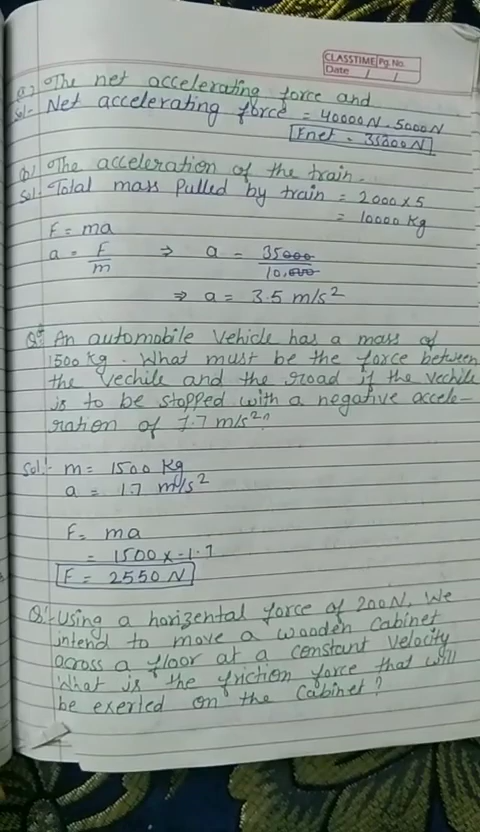 CLASSTIME Pg. No.
Date / /
(a) The net accelerating force and
Sol:- Net accelerating force = 40000N - 5000N
Fnet = 35000N
(b) The acceleration of the train.
Sol:- Total mass Pulled by train = 2000 x 5
= 10000 Kg
F = ma
a = F/m ⇒ a = 35000/10,000
⇒ a = 3.5 m/s²
Q: An automobile vehicle has a mass of
1500 kg. What must be the force between
the vechile and the road if the vechile
is to be stopped with a negative accele-
ration of 1.7 m/s²?
Sol:- m = 1500 Kg
a = 1.7 m/s²
F = ma
= 1500 x -1.7
F = 2550 N
Q:- Using a horizental force of 200N, We
intend to move a wooden Cabinet
across a floor at a constant velocity
What is the friction force that will
be exerled on the Cabinet?